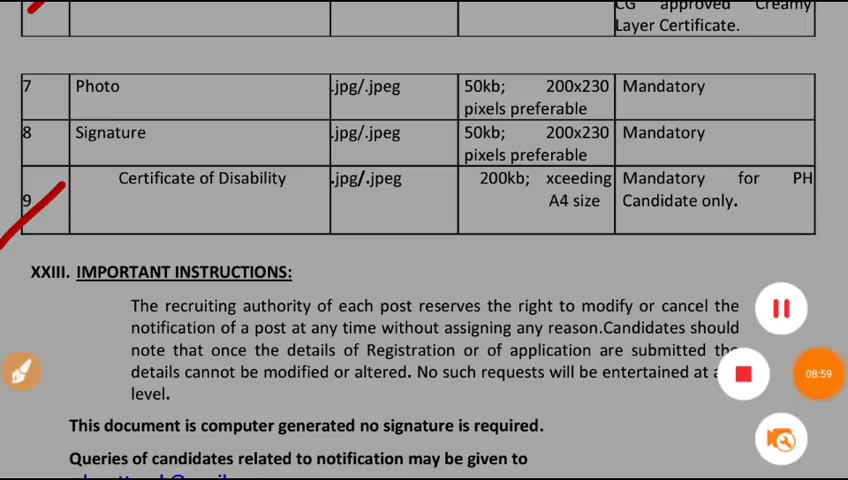 CG approved Creamy
Layer Certificate.
7 Photo .jpg/.jpeg 50kb; 200x230 Mandatory
pixels preferable
8 Signature .jpg/.jpeg 50kb; 200x230 Mandatory
pixels preferable
Certificate of Disability .jpg/.jpeg 200kb; xceeding Mandatory for PH
9 A4 size Candidate only.
XXIII. IMPORTANT INSTRUCTIONS:
The recruiting authority of each post reserves the right to modify or cancel the
notification of a post at any time without assigning any reason.Candidates should
note that once the details of Registration or of application are submitted the
details cannot be modified or altered. No such requests will be entertained at
level.
This document is computer generated no signature is required.
Queries of candidates related to notification may be given to
08:59